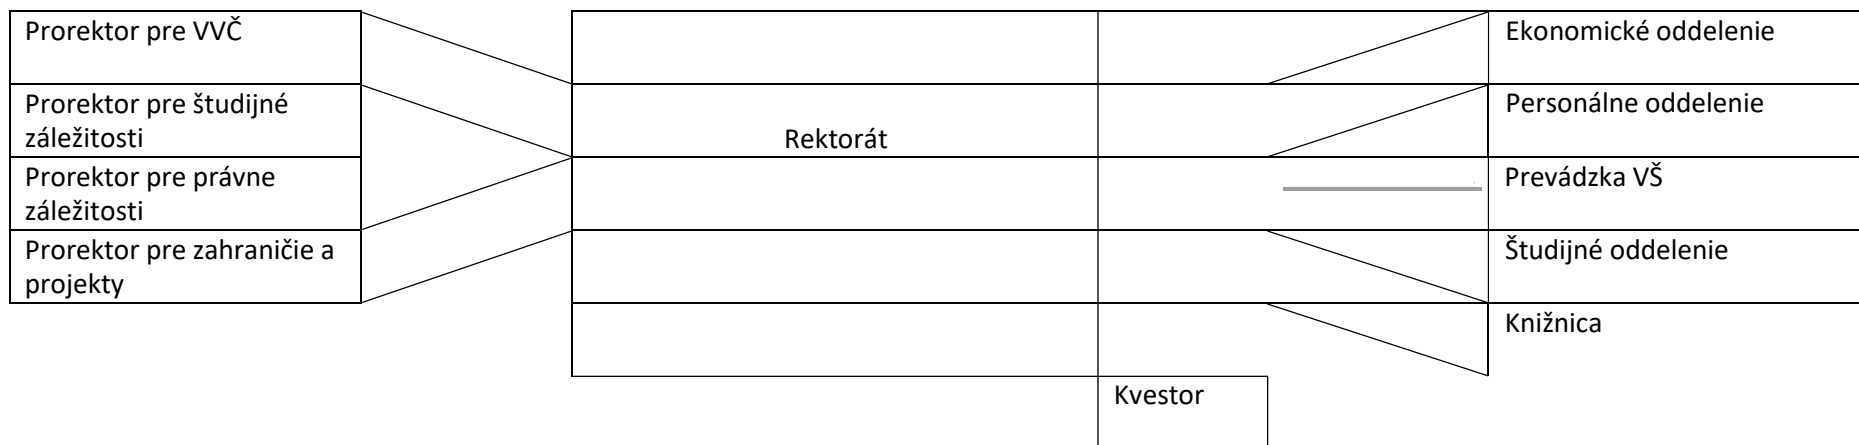 Prorektor pre VVČ
Ekonomické oddelenie
Prorektor pre študijné
záležitosti
Rektorát
Personálne oddelenie
Prorektor pre právne
záležitosti
Prevádzka VŠ
Prorektor pre zahraničie a
projekty
Študijné oddelenie
Knižnica
Kvestor